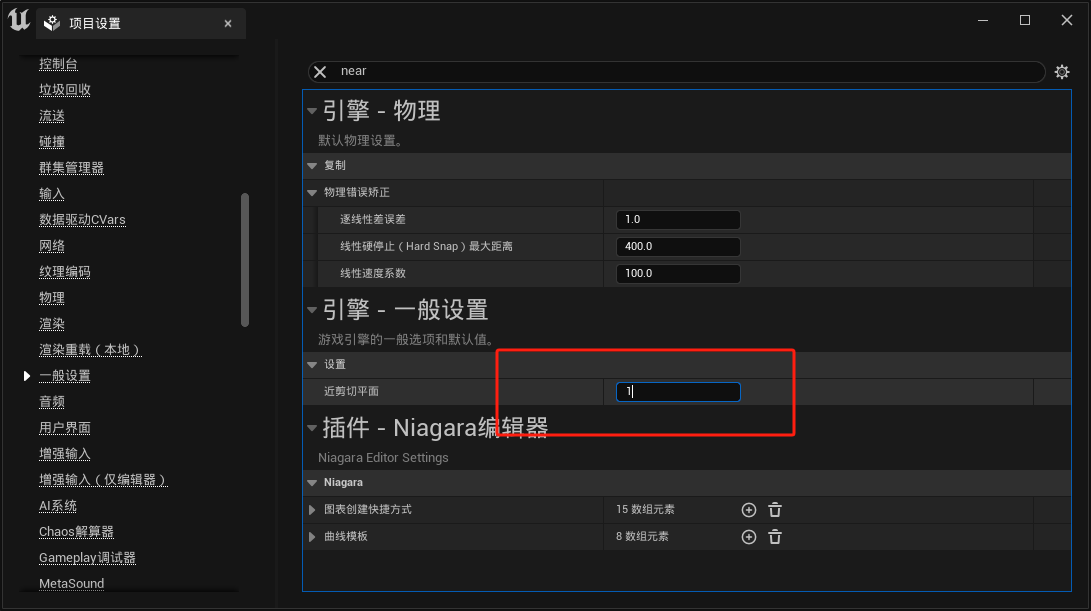 项目设置
控制台
垃圾回收
流送
碰撞
群集管理器
输入
数据驱动CVars
网络
纹理编码
物理
渲染
渲染重载（本地）
一般设置
音频
用户界面
增强输入
增强输入（仅编辑器）
AI系统
Chaos解算器
Gameplay调试器
MetaSound
near
引擎 - 物理
默认物理设置。
复制
物理错误矫正
逐线性差误差 1.0
线性硬停止（Hard Snap）最大距离 400.0
线性速度系数 100.0
引擎 - 一般设置
游戏引擎的一般选项和默认值。
设置
近剪切平面 1
插件 - Niagara编辑器
Niagara Editor Settings
Niagara
图表创建快捷方式 15 数组元素
曲线模板 8 数组元素